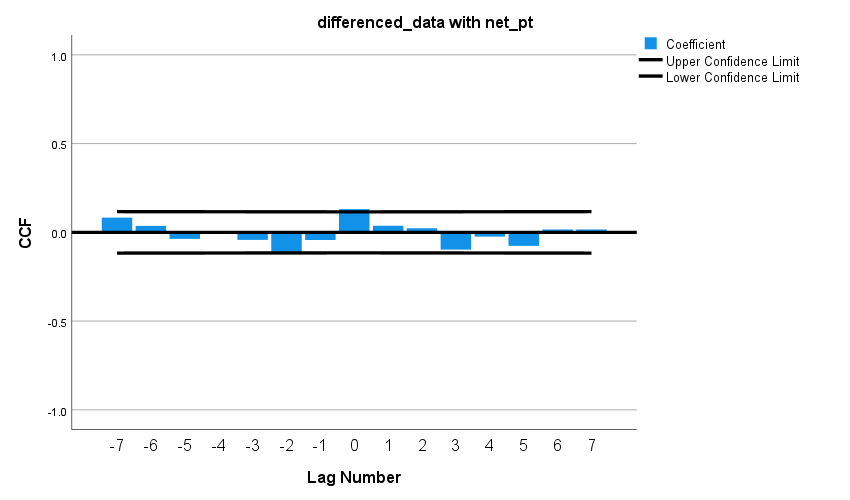 differenced_data with net_pt
Coefficient
Upper Confidence Limit
Lower Confidence Limit
1.0
0.5
0.0
-0.5
-1.0
CCF
-7 -6 -5 -4 -3 -2 -1 0 1 2 3 4 5 6 7
Lag Number